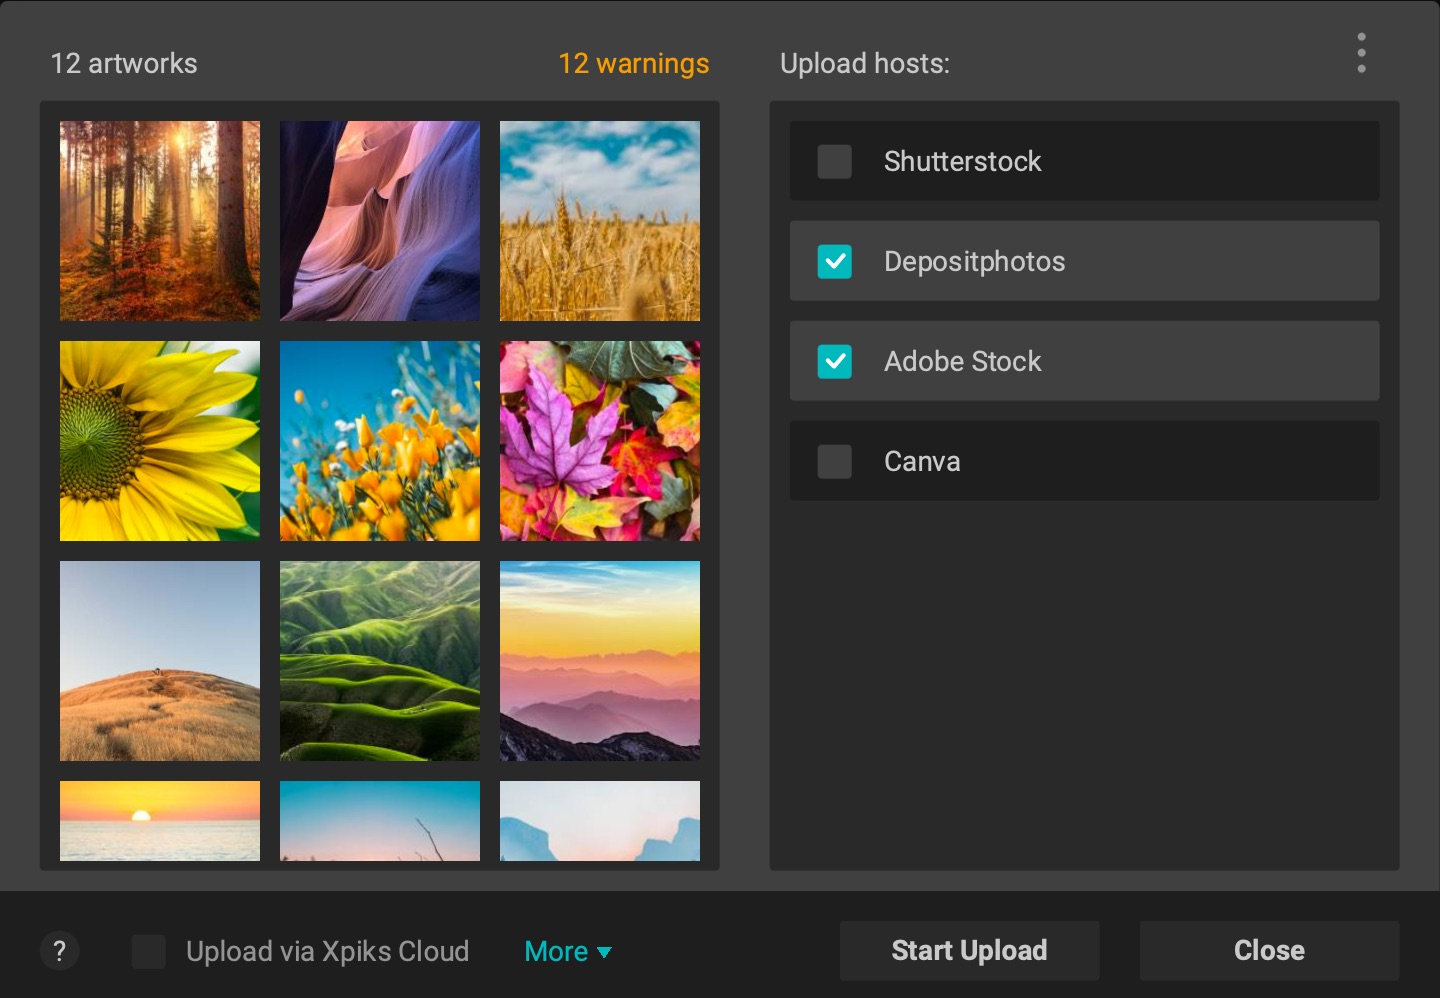 12 artworks
12 warnings
Upload hosts:
Shutterstock
Depositphotos
Adobe Stock
Canva
?
Upload via Xpiks Cloud
More
Start Upload
Close